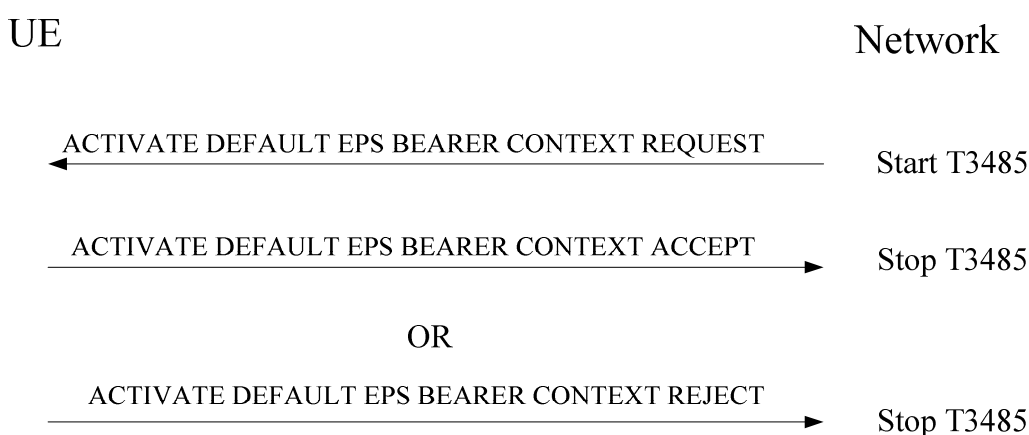 UE
Network
ACTIVATE DEFAULT EPS BEARER CONTEXT REQUEST
Start T3485
ACTIVATE DEFAULT EPS BEARER CONTEXT ACCEPT
Stop T3485
OR
ACTIVATE DEFAULT EPS BEARER CONTEXT REJECT
Stop T3485